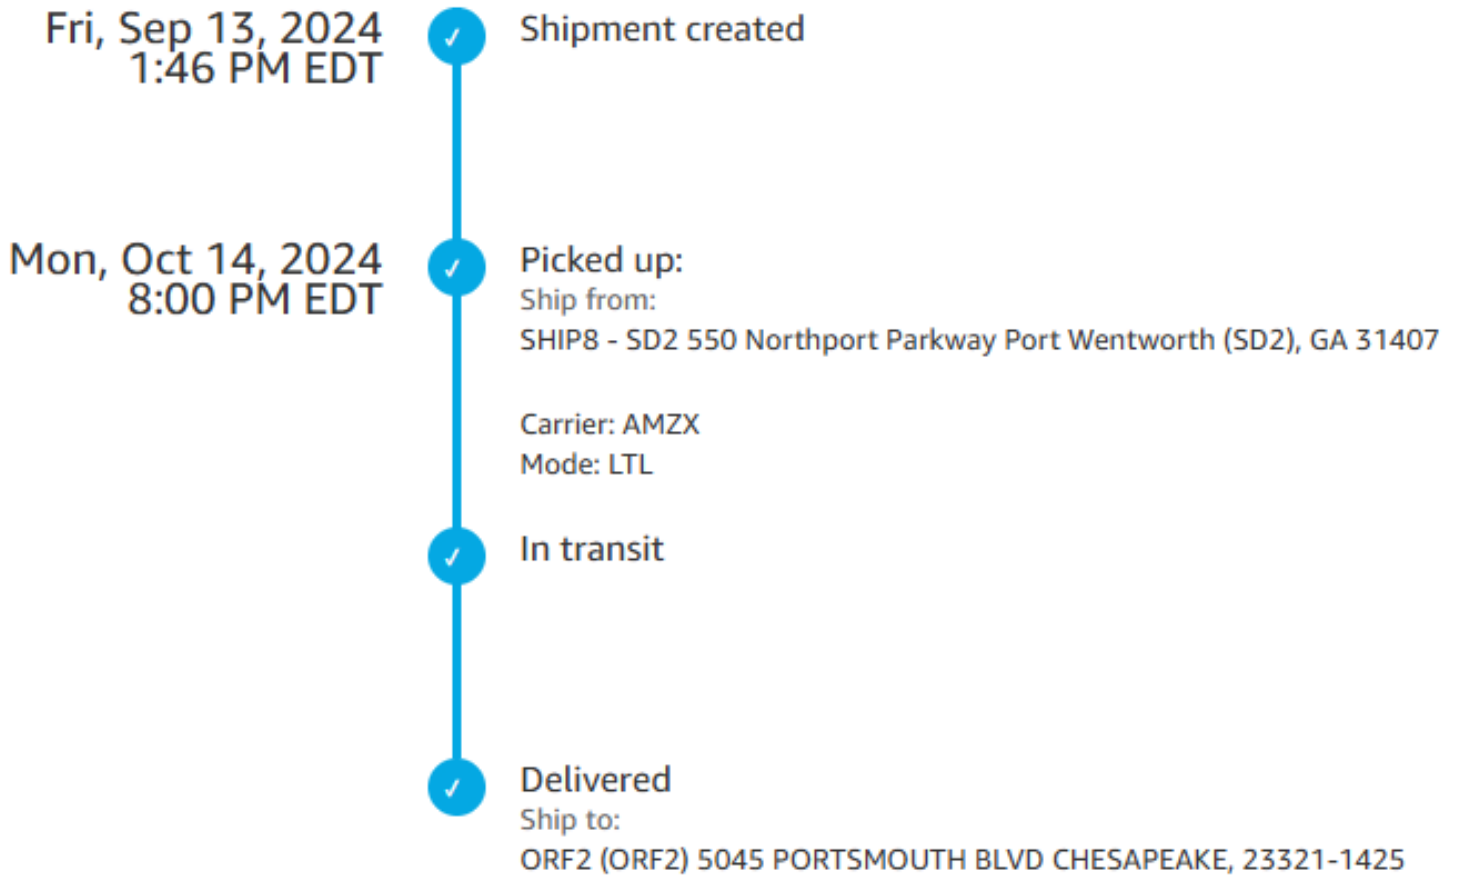 Fri, Sep 13, 2024
1:46 PM EDT
Shipment created
Mon, Oct 14, 2024
8:00 PM EDT
Picked up:
Ship from:
SHIP8 - SD2 550 Northport Parkway Port Wentworth (SD2), GA 31407
Carrier: AMZX
Mode: LTL
In transit
Delivered
Ship to:
ORF2 (ORF2) 5045 PORTSMOUTH BLVD CHESAPEAKE, 23321-1425